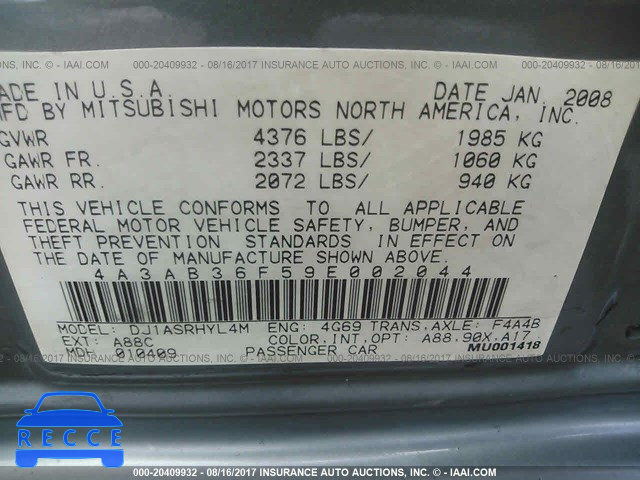 000-20409932 - 08/16/2017 INSURANCE AUTO AUCTIONS, INC. - © IAAI.COM
ADE IN U.S.A. DATE JAN. 2008
MFD BY MITSUBISHI MOTORS NORTH AMERICA, INC.
GVWR 4376 LBS/ 1985 KG
GAWR FR. 2337 LBS/ 1060 KG
GAWR RR. 2072 LBS/ 940 KG
THIS VEHICLE CONFORMS TO ALL APPLICABLE
FEDERAL MOTOR VEHICLE SAFETY, BUMPER, AND
THEFT PREVENTION STANDARDS IN EFFECT ON
THE DATE OF MANUFACTURE SHOWN ABOVE.
4A3AB36F59E002044
MODEL: DJ1ASRHYL4M ENG: 4G69 TRANS,AXLE: F4A4B
EXT: A88C COLOR,INT,OPT: A88,90X,A17
MDL: 010409 PASSENGER CAR MU001418
000-20409932 - 08/16/2017 INSURANCE AUTO AUCTIONS, INC. - © IAAI.COM